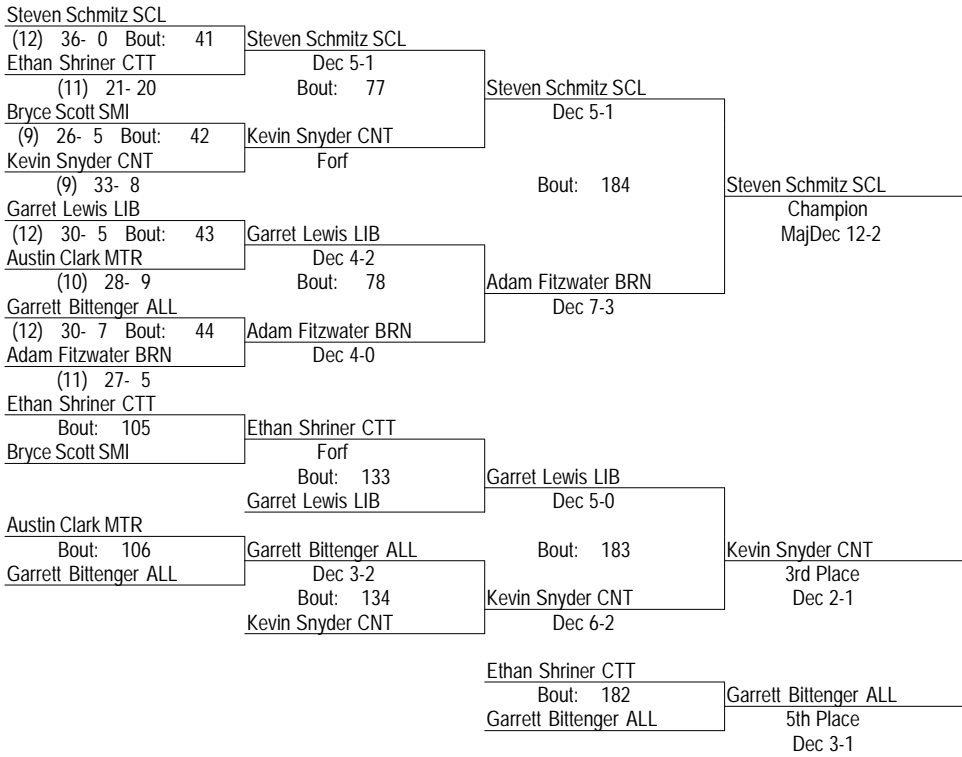 Steven Schmitz SCL
(12) 36- 0 Bout: 41
Steven Schmitz SCL
Ethan Shriner CTT
Dec 5-1
(11) 21- 20
Bout: 77
Steven Schmitz SCL
Bryce Scott SMI
Dec 5-1
(9) 26- 5 Bout: 42
Kevin Snyder CNT
Kevin Snyder CNT
Forf
(9) 33- 8
Bout: 184
Steven Schmitz SCL
Garret Lewis LIB
Champion
(12) 30- 5 Bout: 43
Garret Lewis LIB
MajDec 12-2
Austin Clark MTR
Dec 4-2
(10) 28- 9
Bout: 78
Adam Fitzwater BRN
Garrett Bittenger ALL
Dec 7-3
(12) 30- 7 Bout: 44
Adam Fitzwater BRN
Adam Fitzwater BRN
Dec 4-0
(11) 27- 5
Ethan Shriner CTT
Bout: 105
Ethan Shriner CTT
Bryce Scott SMI
Forf
Bout: 133
Garret Lewis LIB
Garret Lewis LIB
Dec 5-0
Austin Clark MTR
Bout: 106
Garrett Bittenger ALL
Bout: 183
Kevin Snyder CNT
Garrett Bittenger ALL
Dec 3-2
3rd Place
Bout: 134
Kevin Snyder CNT
Dec 2-1
Kevin Snyder CNT
Dec 6-2
Ethan Shriner CTT
Bout: 182
Garrett Bittenger ALL
Garrett Bittenger ALL
5th Place
Dec 3-1